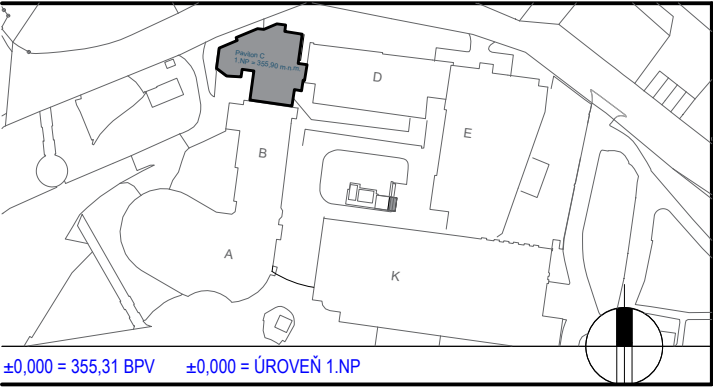 Pavilon C
1.NP = 355,90 m.n.m.
D
E
B
A
K
±0,000 = 355,31 BPV ±0,000 = ÚROVEŇ 1.NP